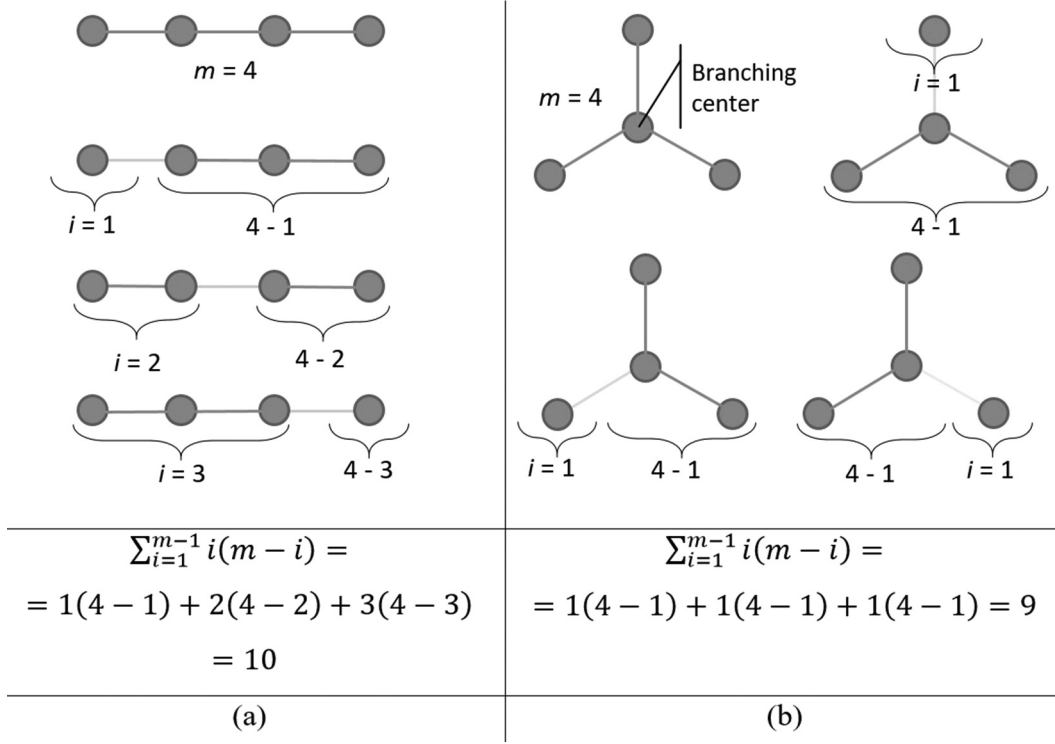 m = 4
i = 1
4 - 1
i = 2
4 - 2
i = 3
4 - 3
∑_{i=1}^{m−1} i(m − i) =
= 1(4 − 1) + 2(4 − 2) + 3(4 − 3)
= 10
(a)
m = 4
Branching
center
i = 1
4 - 1
i = 1
4 - 1
4 - 1
i = 1
∑_{i=1}^{m−1} i(m − i) =
= 1(4 − 1) + 1(4 − 1) + 1(4 − 1) = 9
(b)